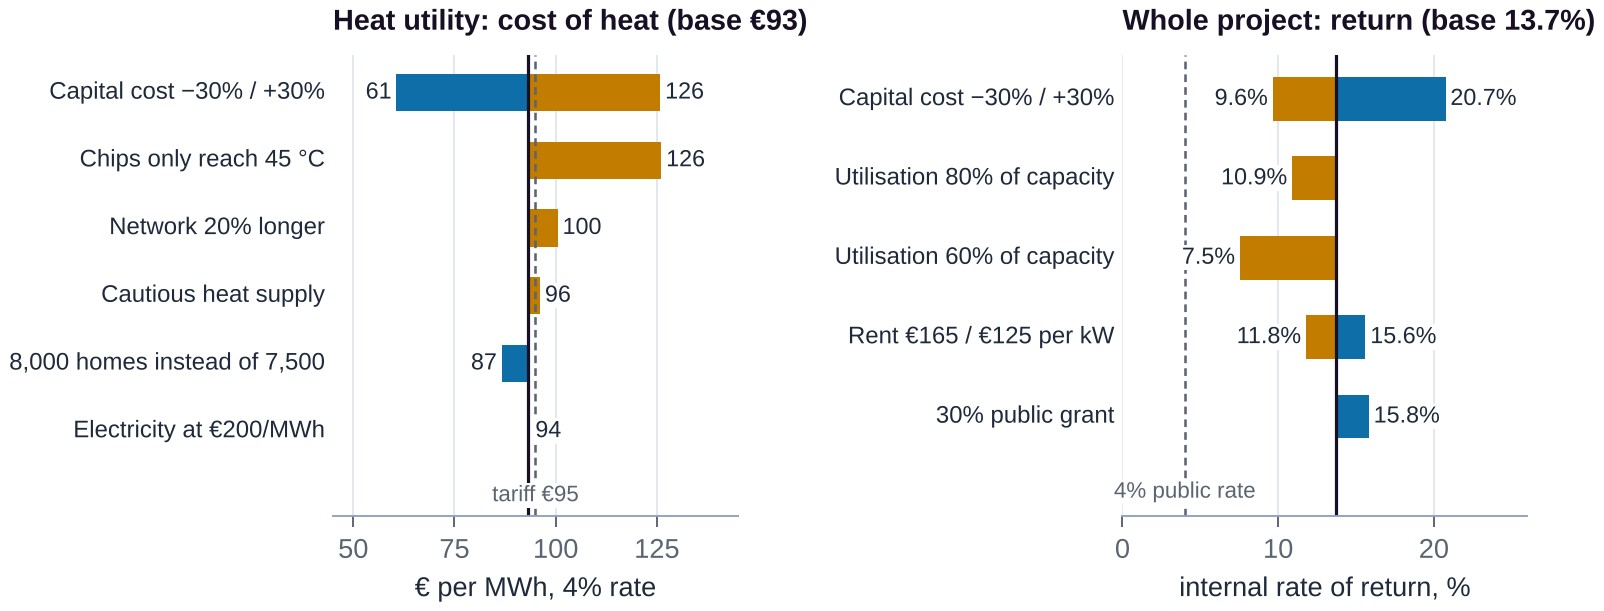 Heat utility: cost of heat (base €93)
Capital cost −30% / +30%
61
126
Chips only reach 45 °C
126
Network 20% longer
100
Cautious heat supply
96
8,000 homes instead of 7,500
87
Electricity at €200/MWh
94
tariff €95
50
75
100
125
€ per MWh, 4% rate
Whole project: return (base 13.7%)
Capital cost −30% / +30%
9.6%
20.7%
Utilisation 80% of capacity
10.9%
Utilisation 60% of capacity
7.5%
Rent €165 / €125 per kW
11.8%
15.6%
30% public grant
15.8%
4% public rate
0
10
20
internal rate of return, %